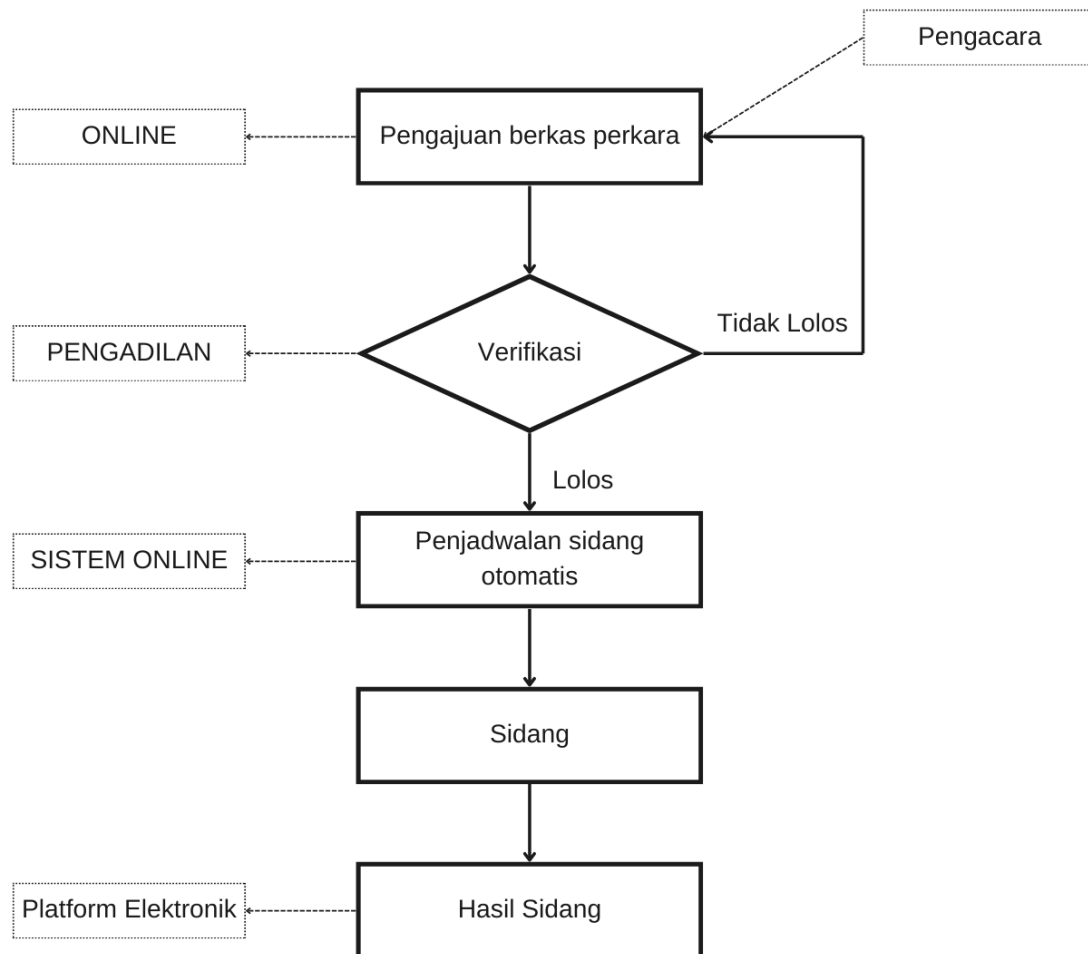 Pengacara
ONLINE
Pengajuan berkas perkara
Tidak Lolos
PENGADILAN
Verifikasi
Lolos
Penjadwalan sidang
otomatis
SISTEM ONLINE
Sidang
Platform Elektronik
Hasil Sidang